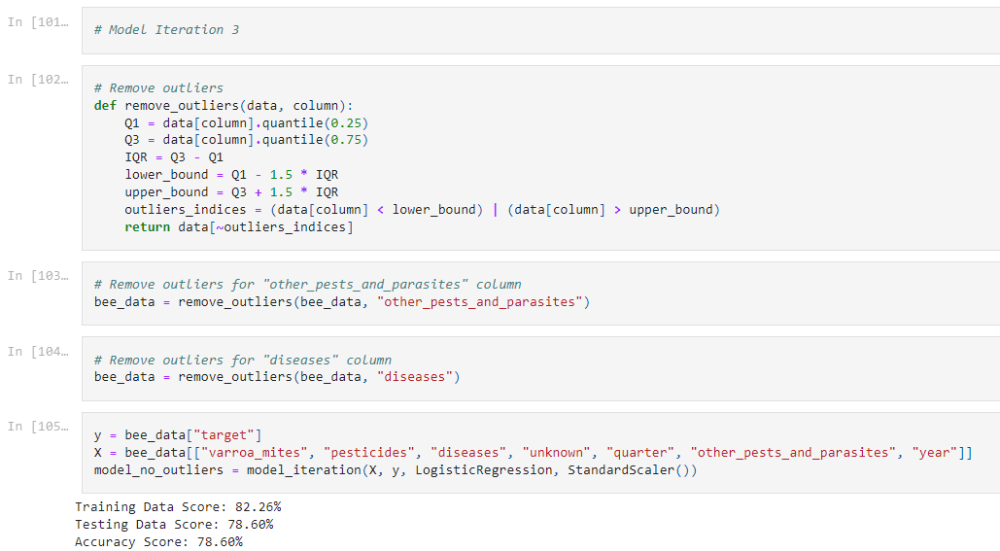 In [101…
# Model Iteration 3
In [102…
# Remove outliers
def remove_outliers(data, column):
    Q1 = data[column].quantile(0.25)
    Q3 = data[column].quantile(0.75)
    IQR = Q3 - Q1
    lower_bound = Q1 - 1.5 * IQR
    upper_bound = Q3 + 1.5 * IQR
    outliers_indices = (data[column] < lower_bound) | (data[column] > upper_bound)
    return data[~outliers_indices]
In [103…
# Remove outliers for "other_pests_and_parasites" column
bee_data = remove_outliers(bee_data, "other_pests_and_parasites")
In [104…
# Remove outliers for "diseases" column
bee_data = remove_outliers(bee_data, "diseases")
In [105…
y = bee_data["target"]
X = bee_data[["varroa_mites", "pesticides", "diseases", "unknown", "quarter", "other_pests_and_parasites", "year"]]
model_no_outliers = model_iteration(X, y, LogisticRegression, StandardScaler())
Training Data Score: 82.26%
Testing Data Score: 78.60%
Accuracy Score: 78.60%